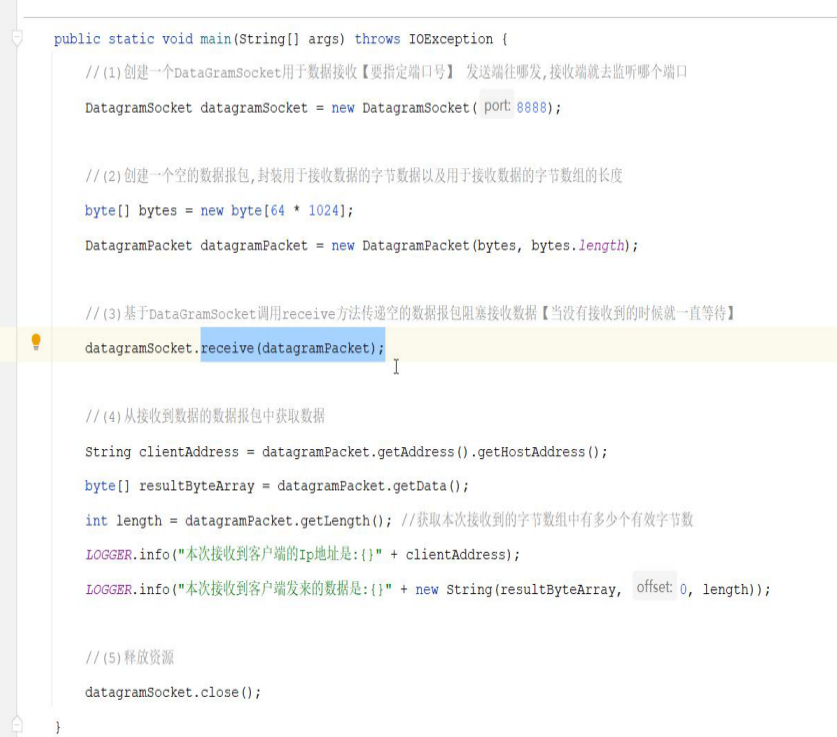 public static void main(String[] args) throws IOException {
//(1)创建一个DataGramSocket用于数据接收【要指定端口号】 发送端往哪发,接收端就去监听哪个端口
DatagramSocket datagramSocket = new DatagramSocket( port: 8888);
//(2)创建一个空的数据报包,封装用于接收数据的字节数据以及用于接收数据的字节数组的长度
byte[] bytes = new byte[64 * 1024];
DatagramPacket datagramPacket = new DatagramPacket(bytes, bytes.length);
//(3)基于DataGramSocket调用receive方法传递空的数据报包阻塞接收数据【当没有接收到的时候就一直等待】
datagramSocket.receive(datagramPacket);
//(4)从接收到数据的数据报包中获取数据
String clientAddress = datagramPacket.getAddress().getHostAddress();
byte[] resultByteArray = datagramPacket.getData();
int length = datagramPacket.getLength(); //获取本次接收到的字节数组中有多少个有效字节数
LOGGER.info("本次接收到客户端的Ip地址是:{}" + clientAddress);
LOGGER.info("本次接收到客户端发来的数据是:{}" + new String(resultByteArray, offset: 0, length));
//(5)释放资源
datagramSocket.close();
}